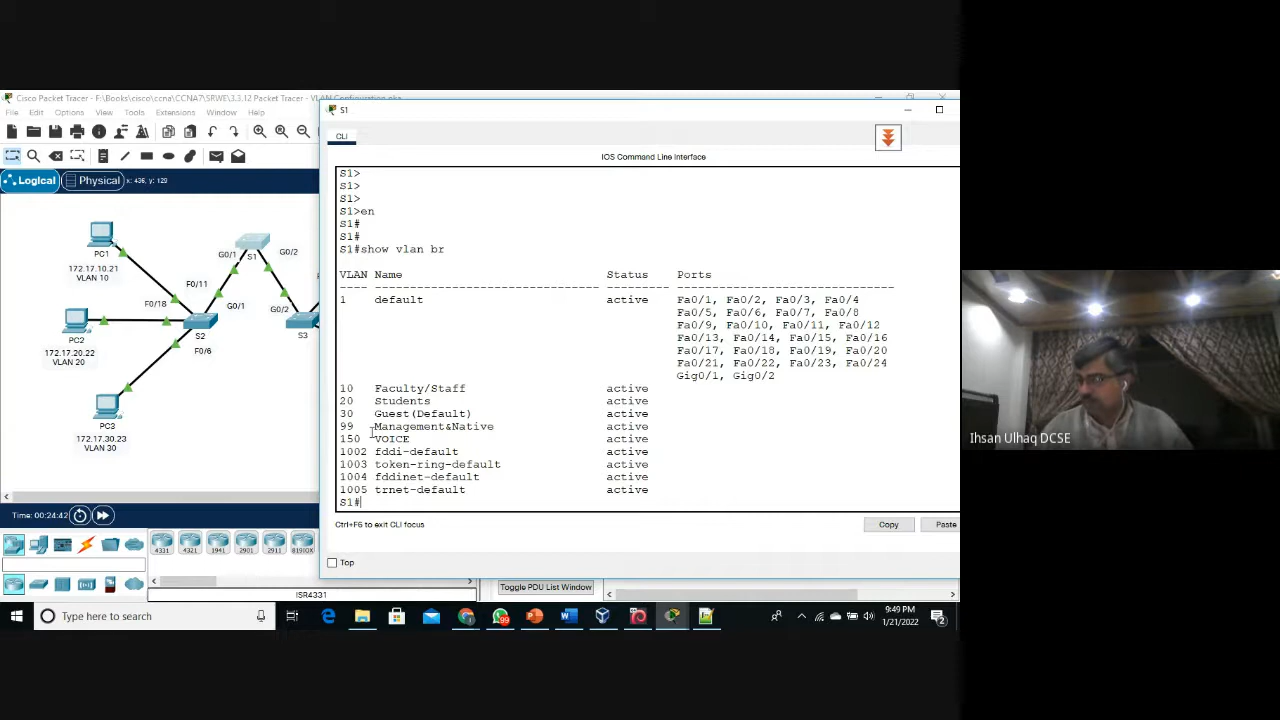 Cisco Packet Tracer - F:\Books\cisco\ccna\CCNA7\SRWE\3.3.12 Packet Tracer - VLAN Configuration.pka
File Edit Options View Tools Extensions Window Help
Logical Physical x: 436, y: 129
S1
CLI
IOS Command Line Interface
S1>
S1>
S1>
S1>en
S1#
S1#
S1#show vlan br
VLAN Name Status Ports
---- -------------------------------- --------- -------------------------------
1 default active Fa0/1, Fa0/2, Fa0/3, Fa0/4
Fa0/5, Fa0/6, Fa0/7, Fa0/8
Fa0/9, Fa0/10, Fa0/11, Fa0/12
Fa0/13, Fa0/14, Fa0/15, Fa0/16
Fa0/17, Fa0/18, Fa0/19, Fa0/20
Fa0/21, Fa0/22, Fa0/23, Fa0/24
Gig0/1, Gig0/2
10 Faculty/Staff active
20 Students active
30 Guest(Default) active
99 Management&Native active
150 VOICE active
1002 fddi-default active
1003 token-ring-default active
1004 fddinet-default active
1005 trnet-default active
S1#
Ctrl+F6 to exit CLI focus
Copy
Paste
Top
PC1
172.17.10.21
VLAN 10
PC2
172.17.20.22
VLAN 20
PC3
172.17.30.23
VLAN 30
F0/11
F0/18
F0/6
S2
G0/1
G0/1
S1
G0/2
G0/2
S3
Time: 00:24:42
4331
4321
1941
2901
2911
819IOX
ISR4331
Toggle PDU List Window
Type here to search
99
9:49 PM
1/21/2022
2
Ihsan Ulhaq DCSE